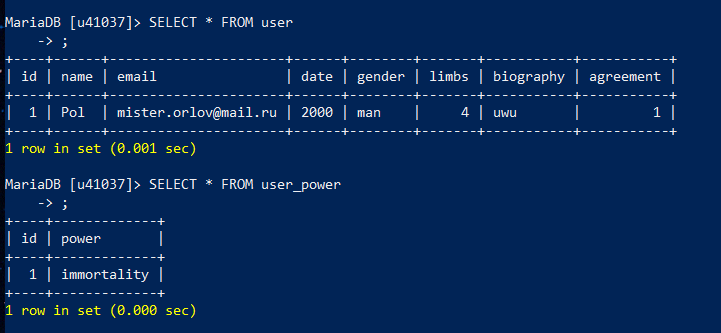 MariaDB [u41037]> SELECT * FROM user
    -> ;
+----+------+----------------------+------+--------+-------+-----------+-----------+
| id | name | email                | date | gender | limbs | biography | agreement |
+----+------+----------------------+------+--------+-------+-----------+-----------+
|  1 | Pol  | mister.orlov@mail.ru | 2000 | man    |     4 | uwu       |         1 |
+----+------+----------------------+------+--------+-------+-----------+-----------+
1 row in set (0.001 sec)

MariaDB [u41037]> SELECT * FROM user_power
    -> ;
+----+-------------+
| id | power       |
+----+-------------+
|  1 | immortality |
+----+-------------+
1 row in set (0.000 sec)